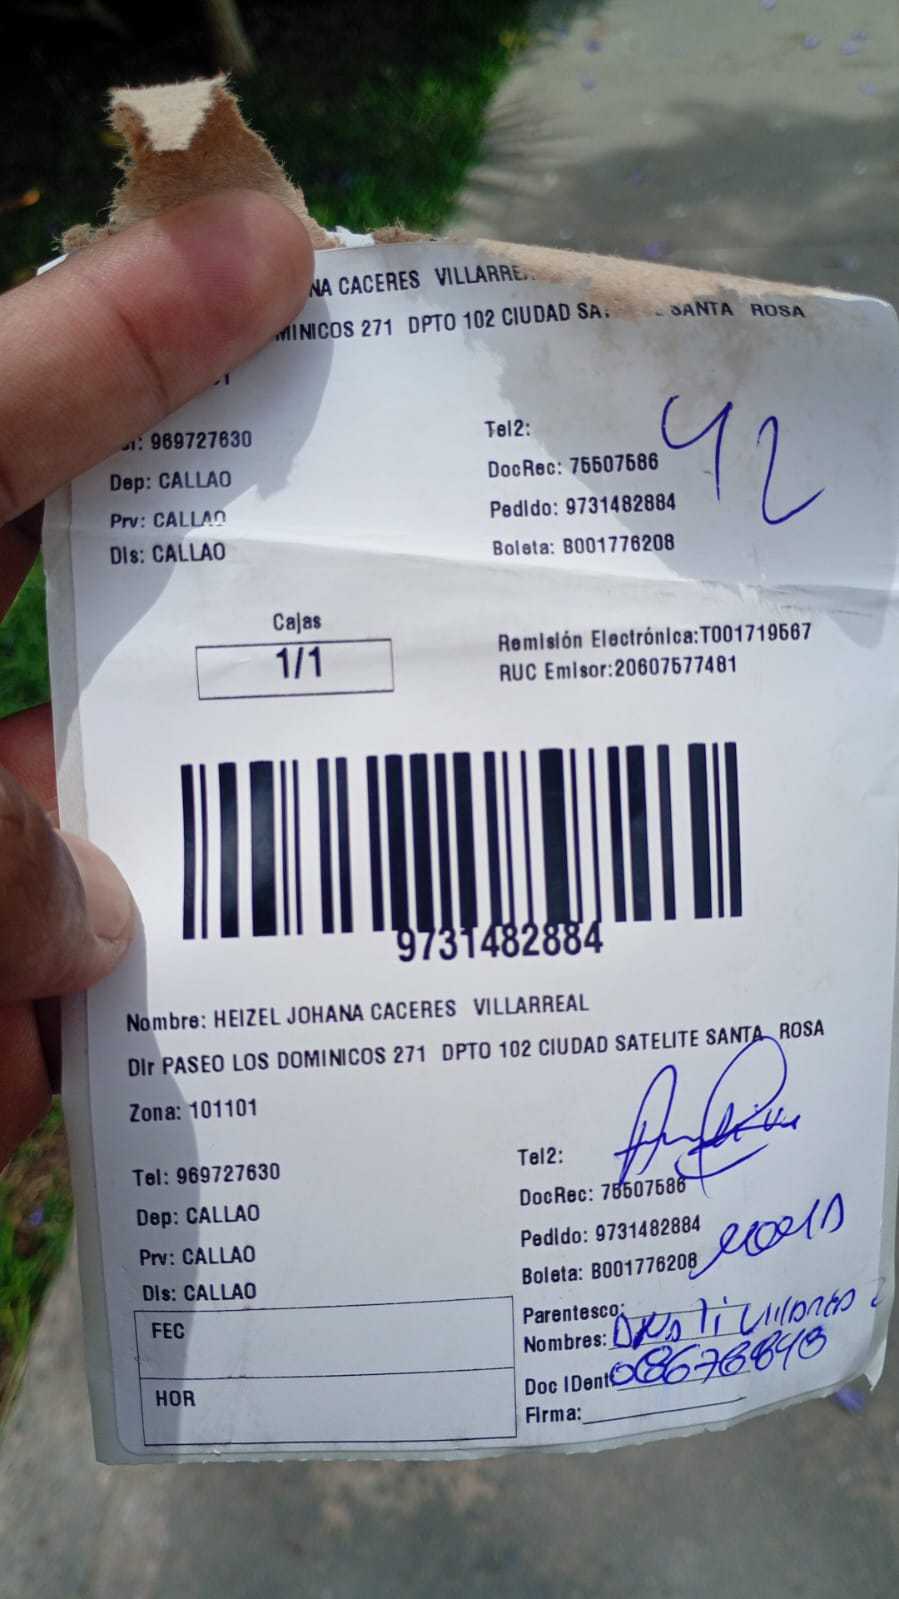 NA CACERES VILLARRE
MINICOS 271 DPTO 102 CIUDAD SA SANTA ROSA
: 969727630
Tel2:
Dep: CALLAO
DocRec: 75507586
Prv: CALLAO
Pedido: 9731482884
Dis: CALLAO
Boleta: B001776208
42
Cajas
1/1
Remisión Electrónica:T001719567
RUC Emisor:20607577481
9731482884
Nombre: HEIZEL JOHANA CACERES VILLARREAL
Dir PASEO LOS DOMINICOS 271 DPTO 102 CIUDAD SATELITE SANTA ROSA
Zona: 101101
Tel: 969727630
Tel2:
Dep: CALLAO
DocRec: 75507586
Prv: CALLAO
Pedido: 9731482884
Dis: CALLAO
Boleta: B001776208
FEC
Parentesco:
Nombres:
HOR
Doc IDent:
Firma: